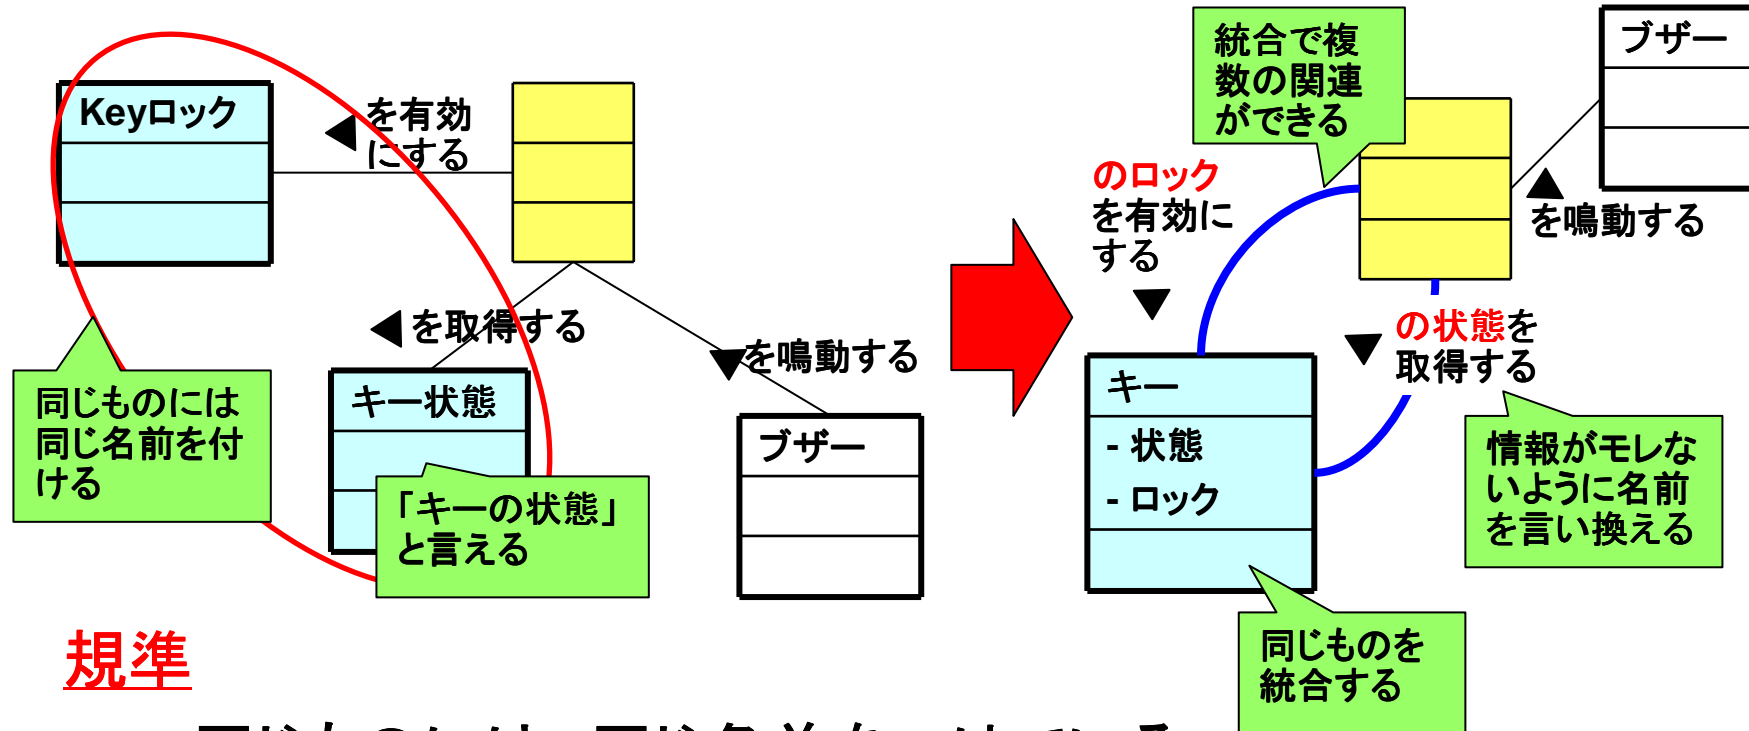 Keyロック
を有効
にする
を取得する
を鳴動する
同じものには
同じ名前を付
ける
キー状態
「キーの状態」
と言える
ブザー
統合で複
数の関連
ができる
ブザー
のロック
を有効に
する
を鳴動する
の状態を
取得する
キー
- 状態
- ロック
情報がモレな
いように名前
を言い換える
同じものを
統合する
規準